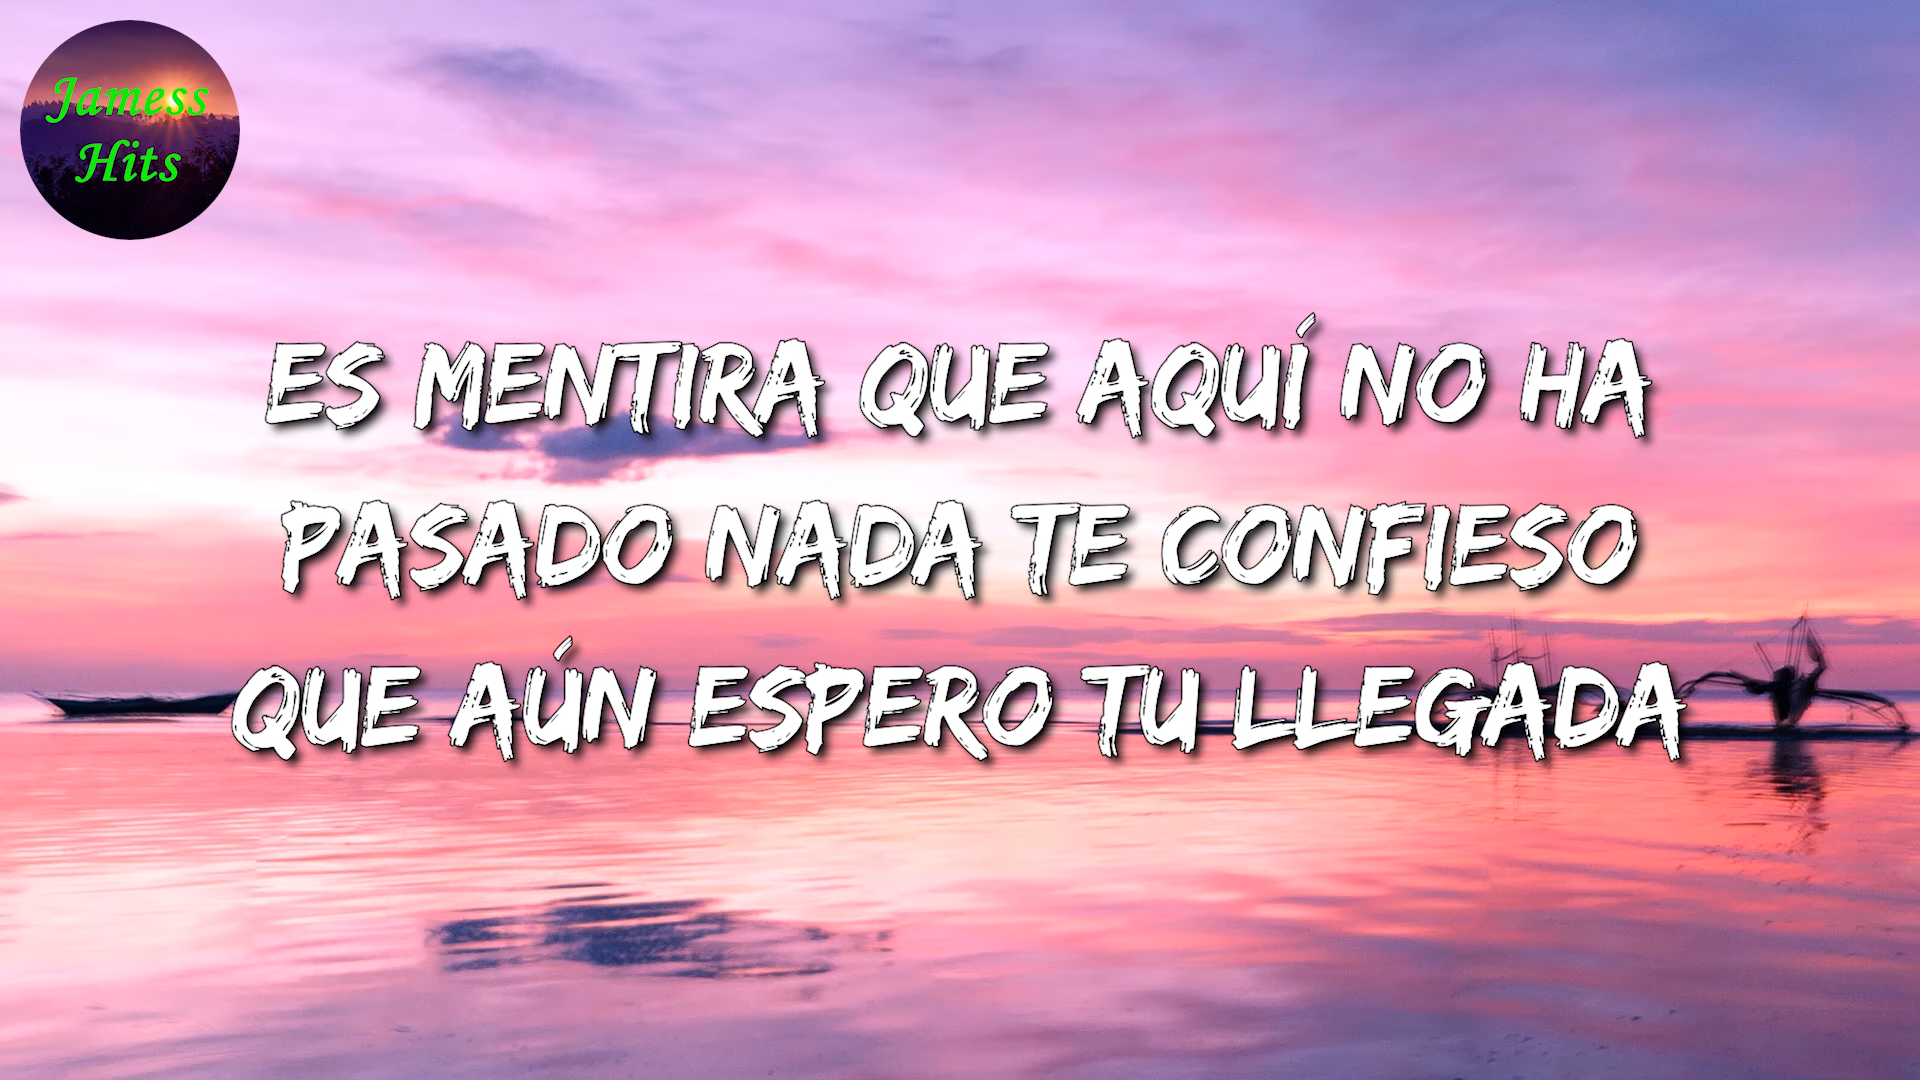 Jamess
Hits
ES MENTIRA QUE AQUÍ NO HA
PASADO NADA TE CONFIESO
QUE AÚN ESPERO TU LLEGADA